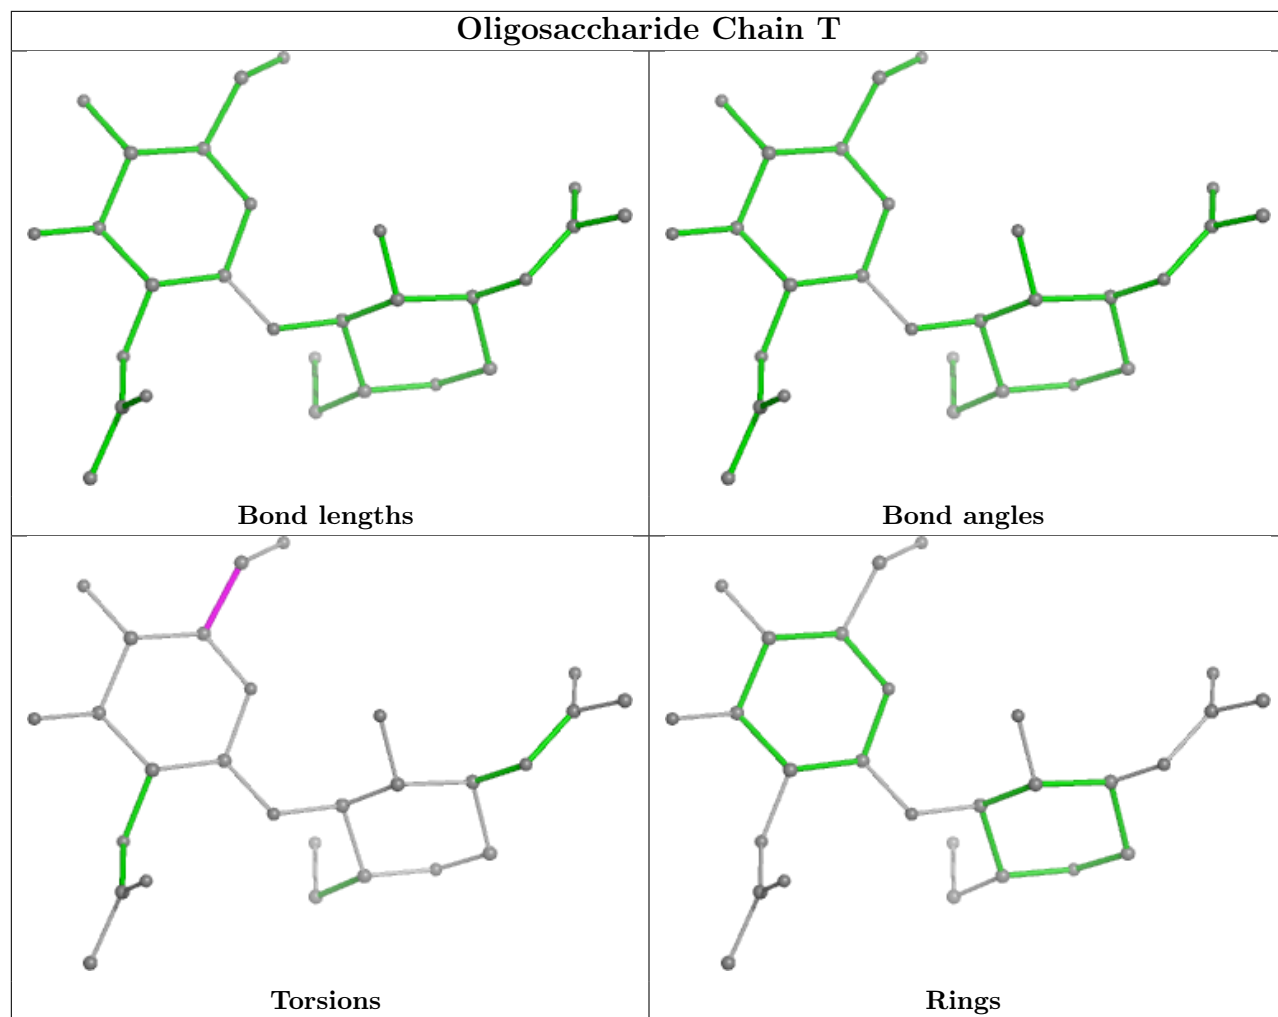 Oligosaccharide Chain T
Bond lengths
Bond angles
Torsions
Rings